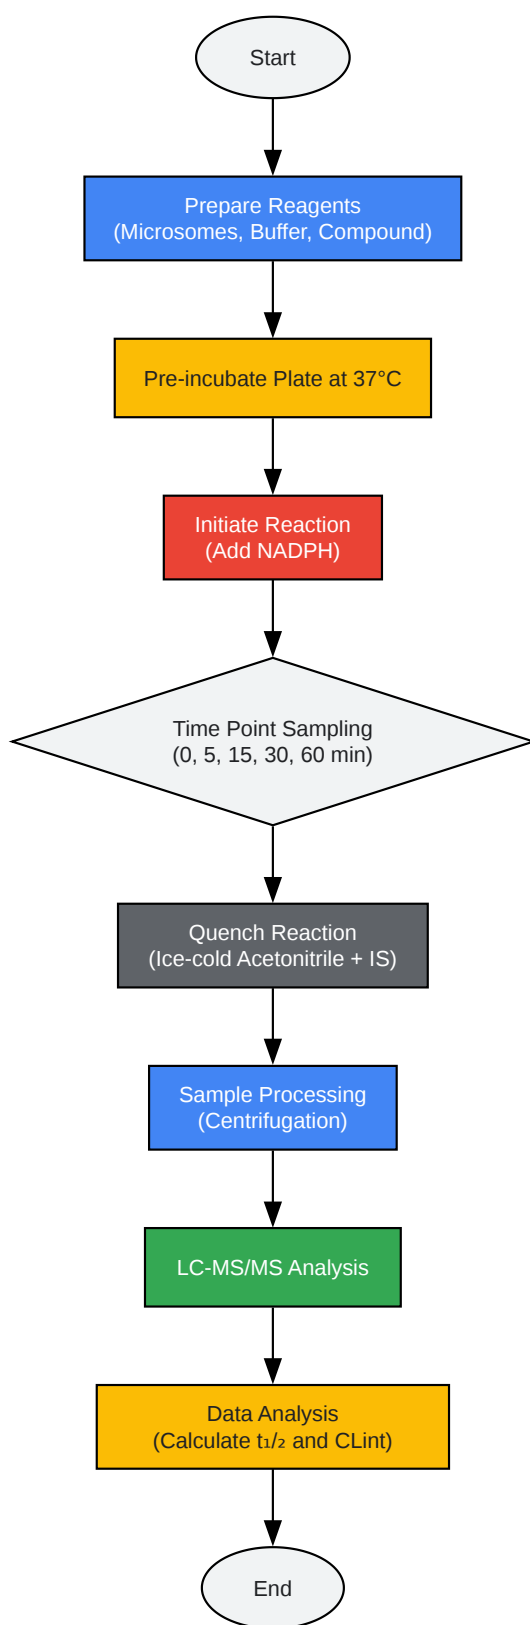 Start
Prepare Reagents
(Microsomes, Buffer, Compound)
Pre-incubate Plate at 37°C
Initiate Reaction
(Add NADPH)
Time Point Sampling
(0, 5, 15, 30, 60 min)
Quench Reaction
(Ice-cold Acetonitrile + IS)
Sample Processing
(Centrifugation)
LC-MS/MS Analysis
Data Analysis
(Calculate t₁/₂ and CLint)
End